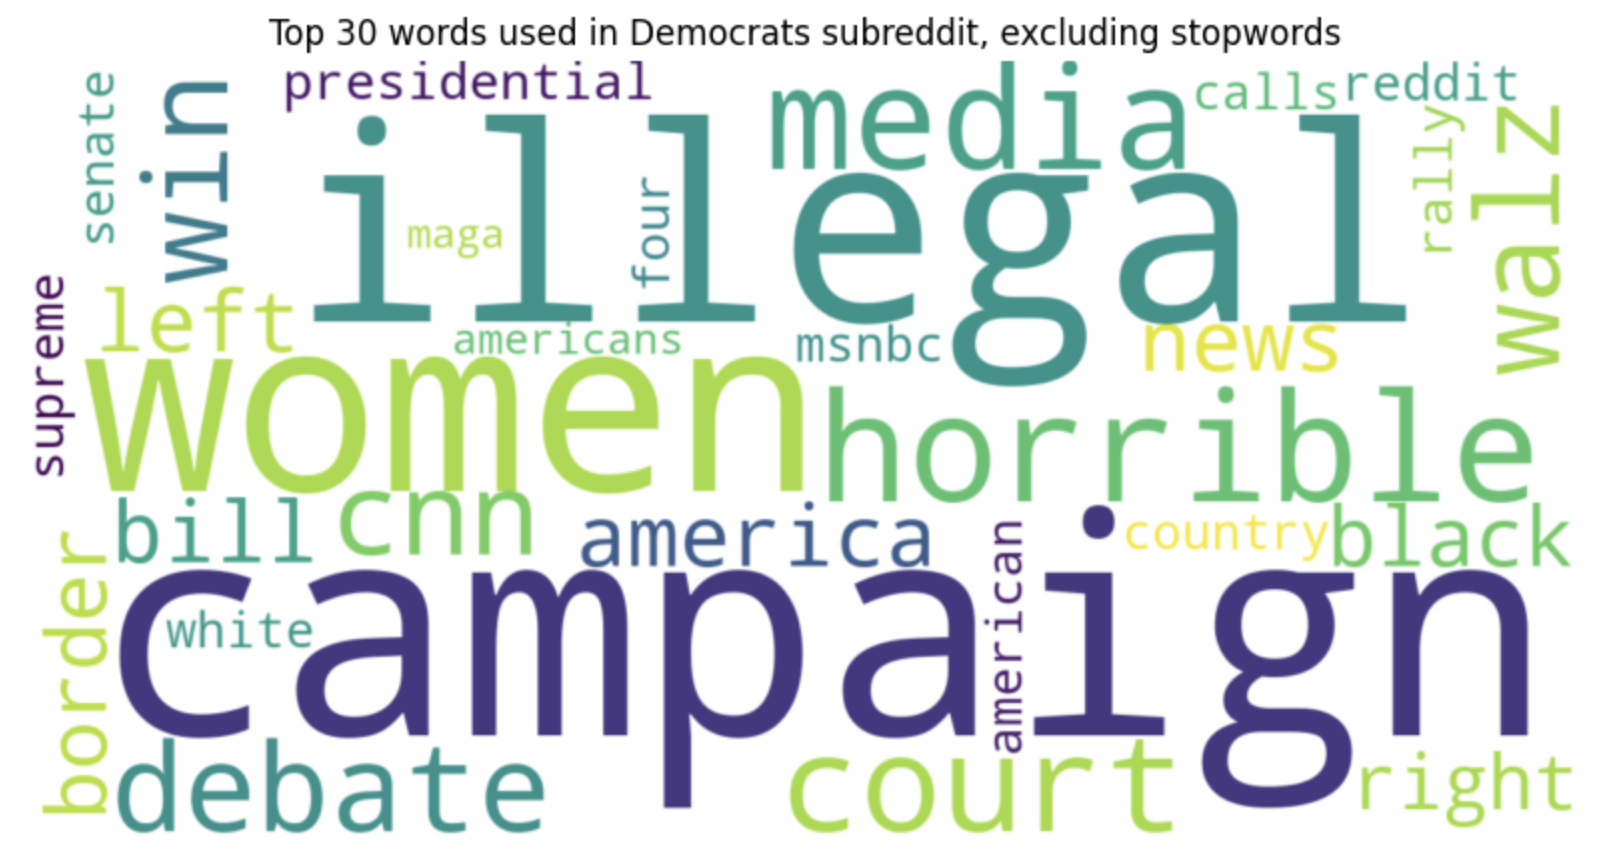 Top 30 words used in Democrats subreddit, excluding stopwords
senate
win
presidential
media
calls
reddit
rally
walz
illegal
maga
four
supreme
left
americans
msnbc
news
women
horrible
bill
cnn
america
american
country
black
border
white
campaign
debate
court
right